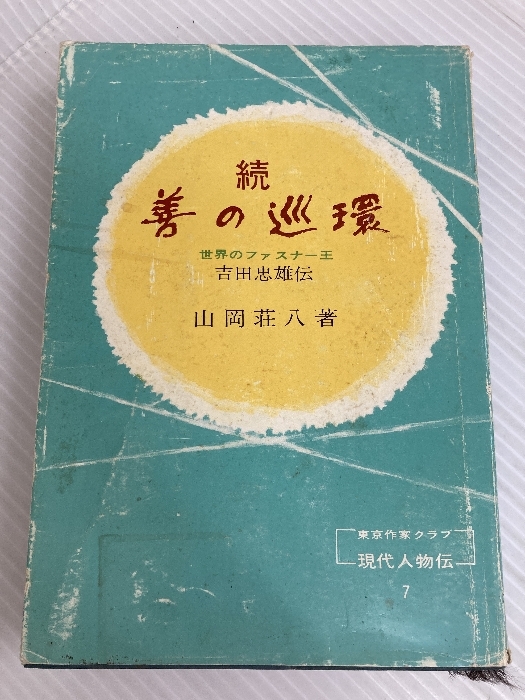 続
善の巡環
世界のファスナー王
吉田忠雄伝
山岡荘八著
東京作家クラブ
現代人物伝
7